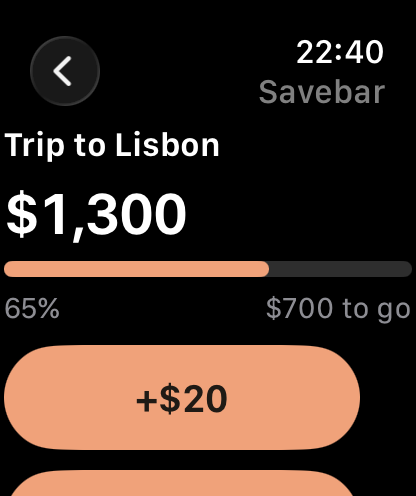 22:40
Savebar
Trip to Lisbon
$1,300
65% $700 to go
+$20